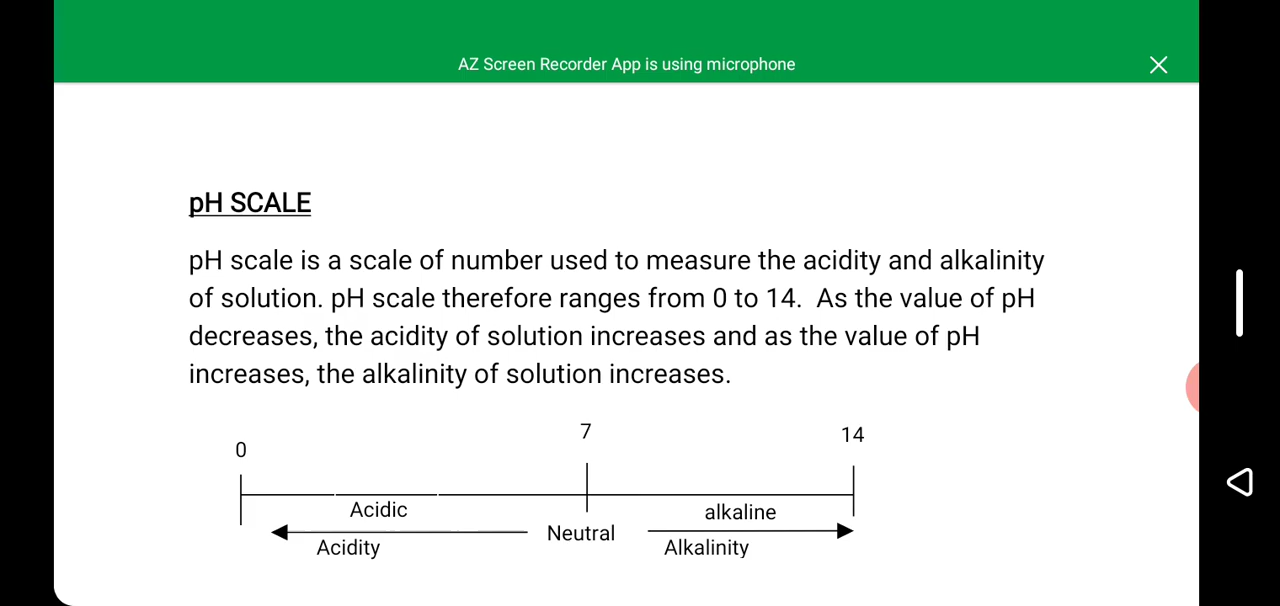 AZ Screen Recorder App is using microphone
pH SCALE
pH scale is a scale of number used to measure the acidity and alkalinity
of solution. pH scale therefore ranges from 0 to 14.  As the value of pH
decreases, the acidity of solution increases and as the value of pH
increases, the alkalinity of solution increases.
0 7 14
Acidic alkaline
Neutral
Acidity Alkalinity